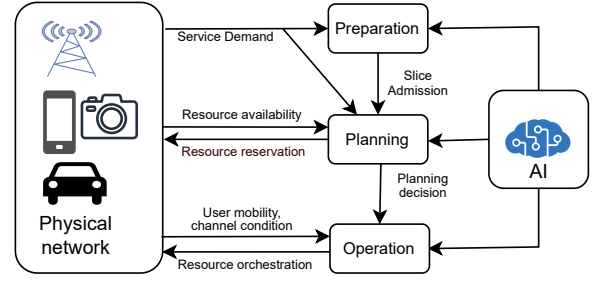 Service Demand
Preparation
Slice
Admission
Resource availability
Planning
Resource reservation
AI
Planning
decision
Physical
network
User mobility,
channel condition
Operation
Resource orchestration